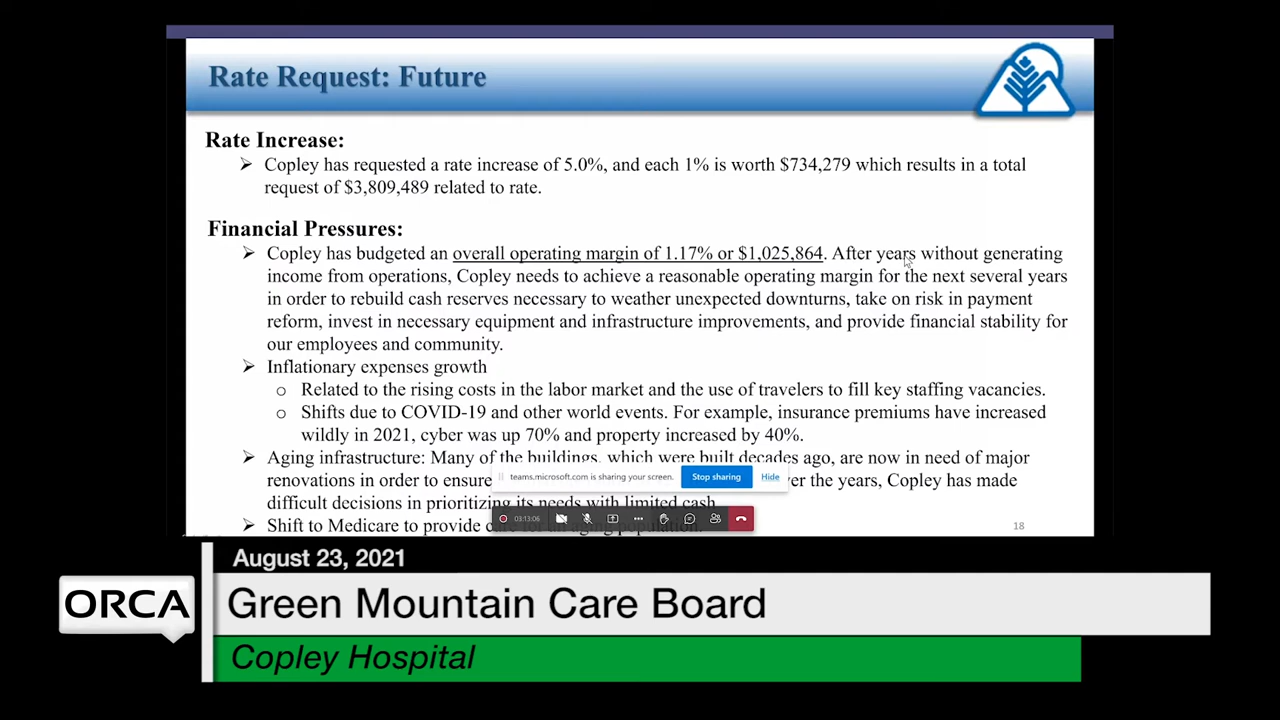 Rate Request: Future
Rate Increase:
➢ Copley has requested a rate increase of 5.0%, and each 1% is worth $734,279 which results in a total
request of $3,809,489 related to rate.
Financial Pressures:
➢ Copley has budgeted an overall operating margin of 1.17% or $1,025,864. After years without generating
income from operations, Copley needs to achieve a reasonable operating margin for the next several years
in order to rebuild cash reserves necessary to weather unexpected downturns, take on risk in payment
reform, invest in necessary equipment and infrastructure improvements, and provide financial stability for
our employees and community.
➢ Inflationary expenses growth
o Related to the rising costs in the labor market and the use of travelers to fill key staffing vacancies.
o Shifts due to COVID-19 and other world events. For example, insurance premiums have increased
wildly in 2021, cyber was up 70% and property increased by 40%.
➢ Aging infrastructure: Many of the buildings, which were built decades ago, are now in need of major
renovations in order to ensure the years, Copley has made
teams.microsoft.com is sharing your screen. Stop sharing Hide
difficult decisions in prioritizing its needs with limited cash
03:13:06
➢ Shift to Medicare to provide care for an aging population.
18
August 23, 2021
ORCA
Green Mountain Care Board
Copley Hospital